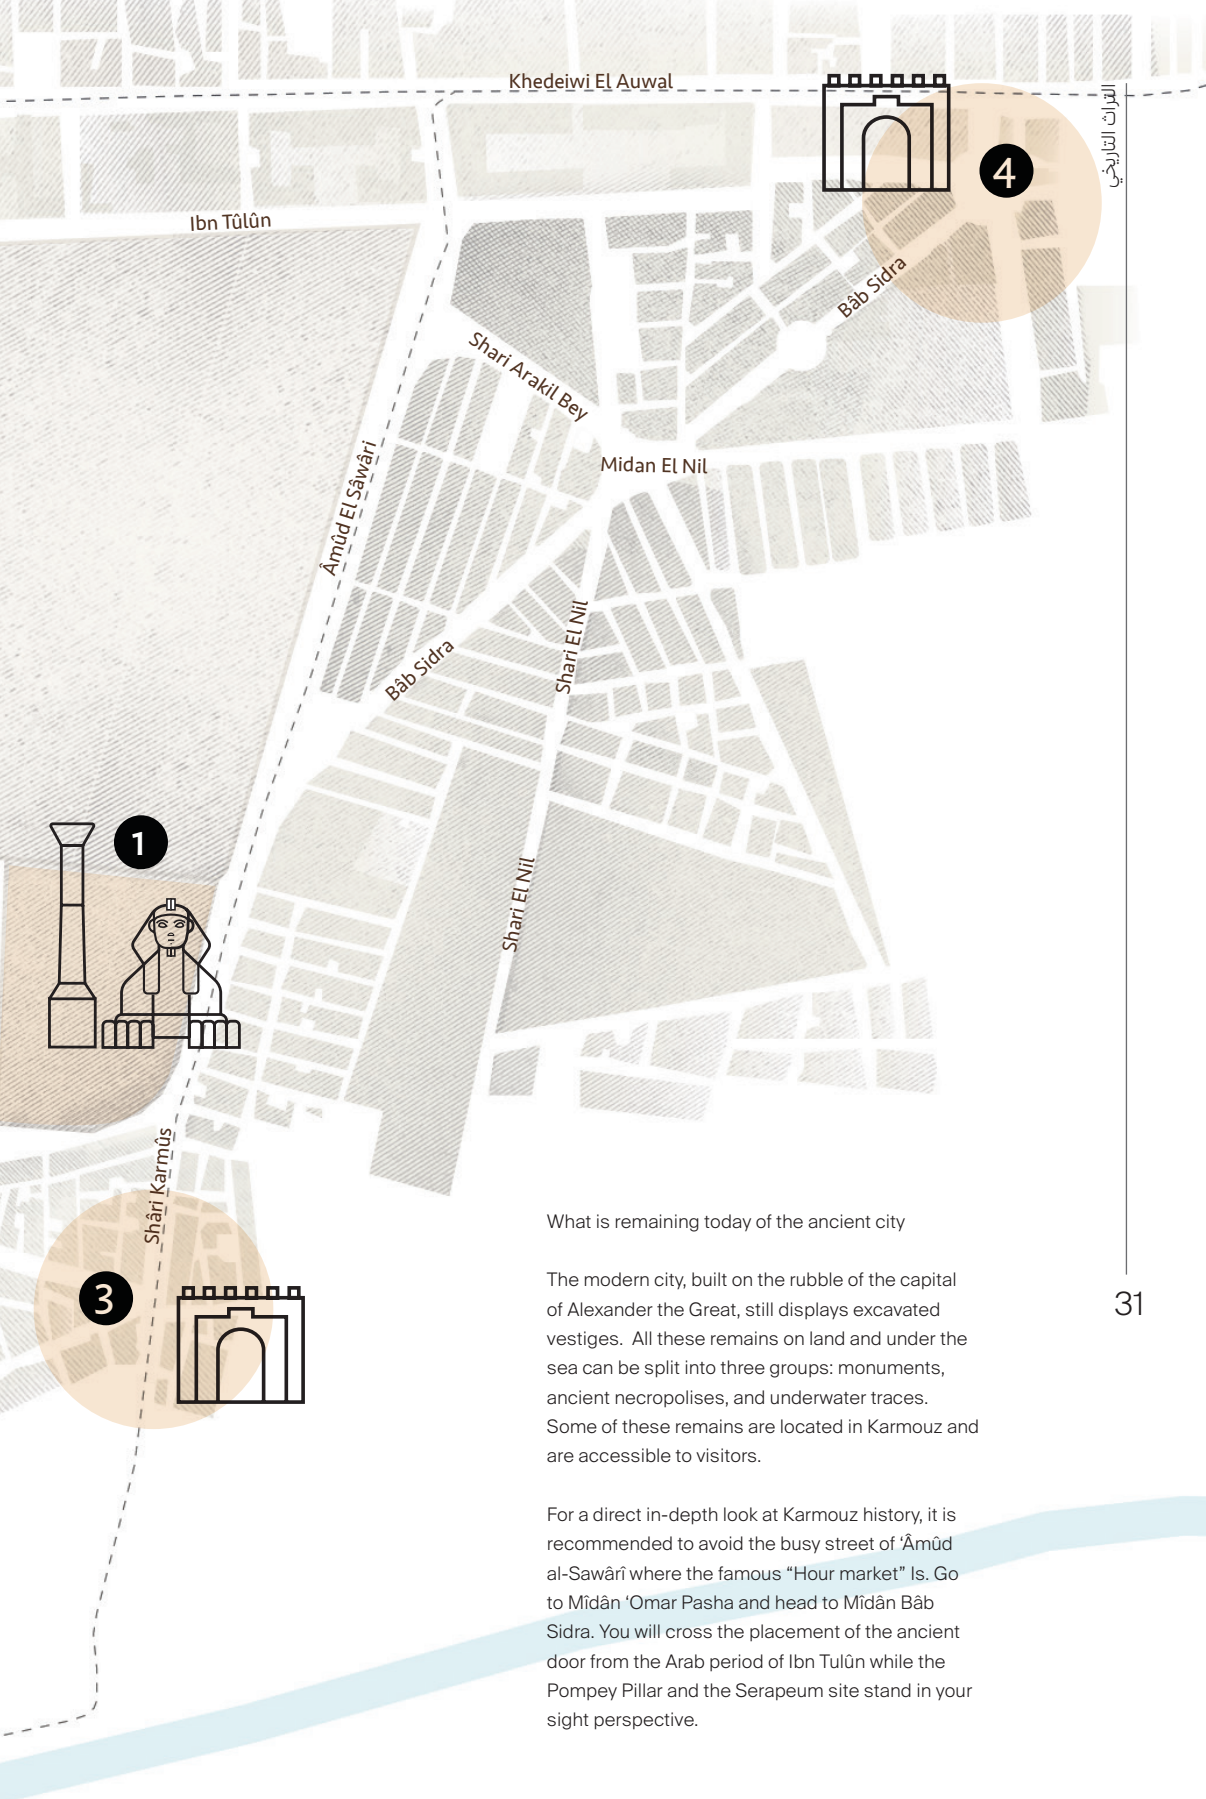 Khedeiwi El Auwal
4
التراث التاريخي
Ibn Tûlûn
Bâb Sidra
Shari Arakil Bey
Midan El Nil
Âmûd El Sâwâri
Shari El Nil
Bâb Sidra
1
Shari El Nil
Shâri Karmûs
3
31
What is remaining today of the ancient city
The modern city, built on the rubble of the capital
of Alexander the Great, still displays excavated
vestiges.  All these remains on land and under the
sea can be split into three groups: monuments,
ancient necropolises, and underwater traces.
Some of these remains are located in Karmouz and
are accessible to visitors.
For a direct in-depth look at Karmouz history, it is
recommended to avoid the busy street of ‘Âmûd
al-Sawârî where the famous “Hour market” Is. Go
to Mîdân ‘Omar Pasha and head to Mîdân Bâb
Sidra. You will cross the placement of the ancient
door from the Arab period of Ibn Tulûn while the
Pompey Pillar and the Serapeum site stand in your
sight perspective.